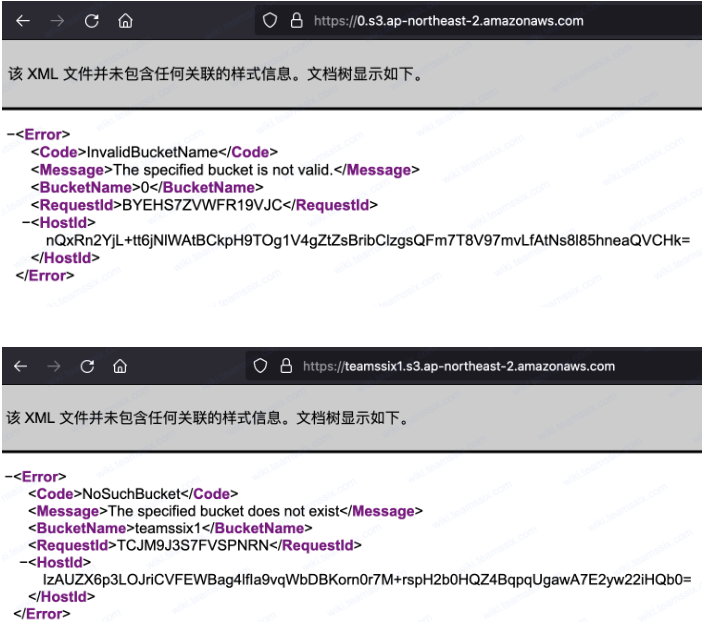 https://0.s3.ap-northeast-2.amazonaws.com
该 XML 文件并未包含任何关联的样式信息。文档树显示如下。
−<Error>
<Code>InvalidBucketName</Code>
<Message>The specified bucket is not valid.</Message>
<BucketName>0</BucketName>
<RequestId>BYEHS7ZVWFR19VJC</RequestId>
−<HostId>
nQxRn2YjL+tt6jNlWAtBCkpH9TOg1V4gZtZsBribClzgsQFm7T8V97mvLfAtNs8l85hneaQVCHk=
</HostId>
</Error>
https://teamssix1.s3.ap-northeast-2.amazonaws.com
该 XML 文件并未包含任何关联的样式信息。文档树显示如下。
−<Error>
<Code>NoSuchBucket</Code>
<Message>The specified bucket does not exist</Message>
<BucketName>teamssix1</BucketName>
<RequestId>TCJM9J3S7FVSPNRN</RequestId>
−<HostId>
lzAUZX6p3LOJriCVFEWBag4lfla9vqWbDBKorn0r7M+rspH2b0HQZ4BqpqUgawA7E2yw22iHQb0=
</HostId>
</Error>